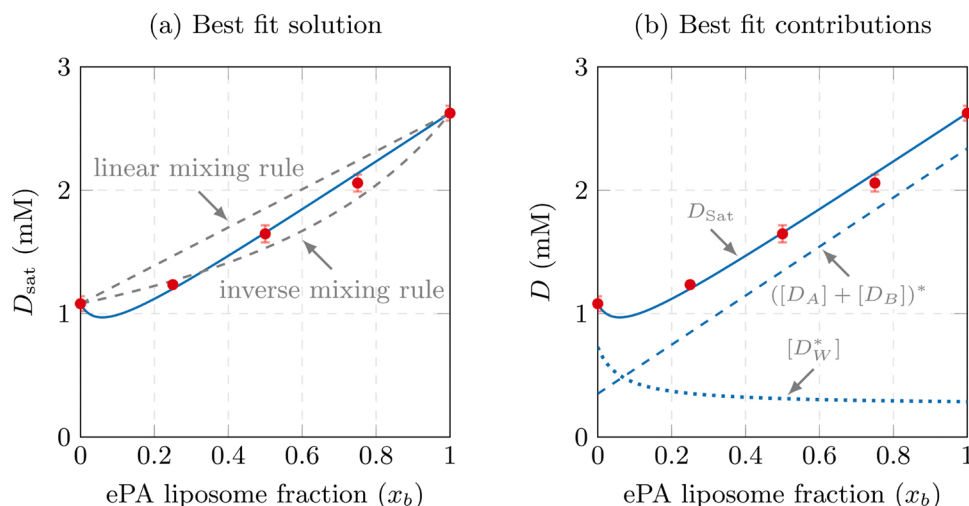 (a) Best fit solution
3
2
1
0
D_sat (mM)
linear mixing rule
inverse mixing rule
0 0.2 0.4 0.6 0.8 1
ePA liposome fraction (x_b)
(b) Best fit contributions
3
2
1
0
D (mM)
D_Sat
([D_A] + [D_B])*
[D*_W]
0 0.2 0.4 0.6 0.8 1
ePA liposome fraction (x_b)